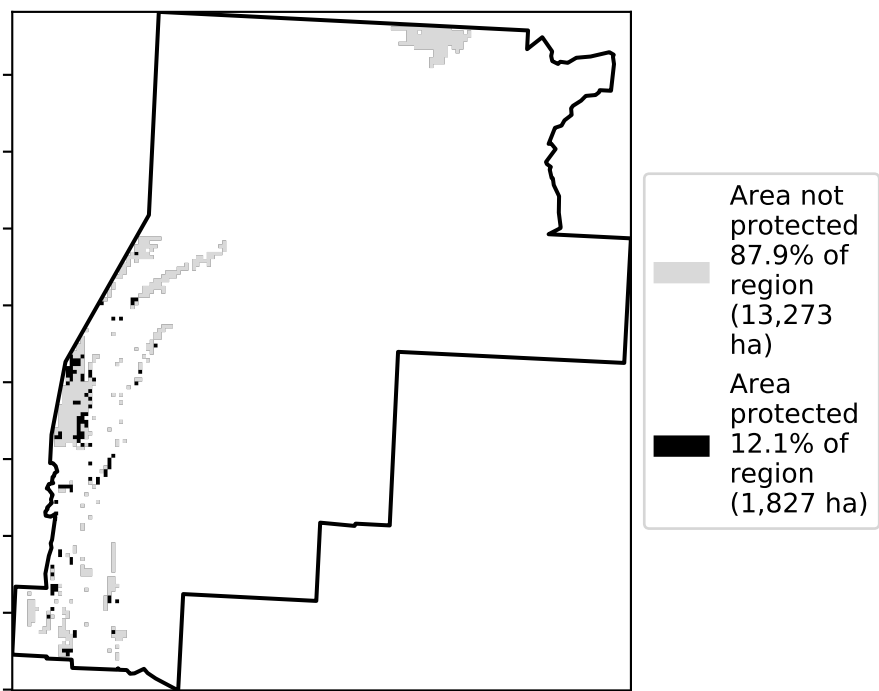 Area not
protected
87.9% of
region
(13,273
ha)
Area
protected
12.1% of
region
(1,827 ha)